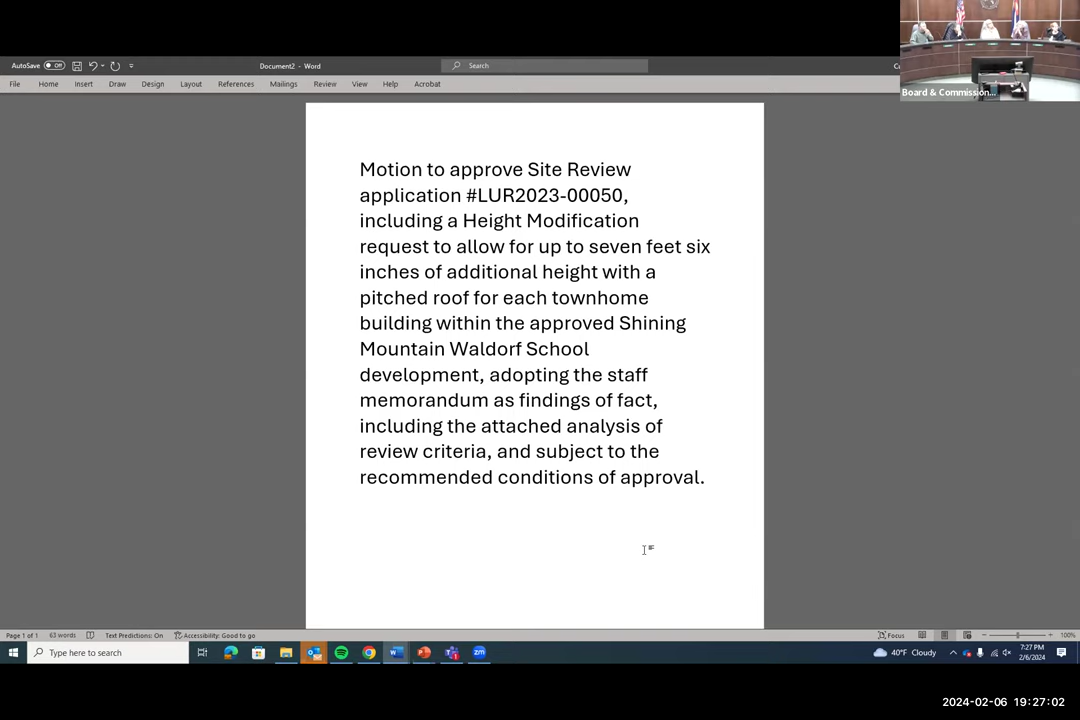 AutoSave Off
Document2 - Word
Search
File Home Insert Draw Design Layout References Mailings Review View Help Acrobat
Board & Commission...
Motion to approve Site Review
application #LUR2023-00050,
including a Height Modification
request to allow for up to seven feet six
inches of additional height with a
pitched roof for each townhome
building within the approved Shining
Mountain Waldorf School
development, adopting the staff
memorandum as findings of fact,
including the attached analysis of
review criteria, and subject to the
recommended conditions of approval.
Page 1 of 1 63 words Text Predictions: On Accessibility: Good to go Focus 100%
Type here to search
40°F Cloudy
7:27 PM
2/6/2024
2024-02-06 19:27:02